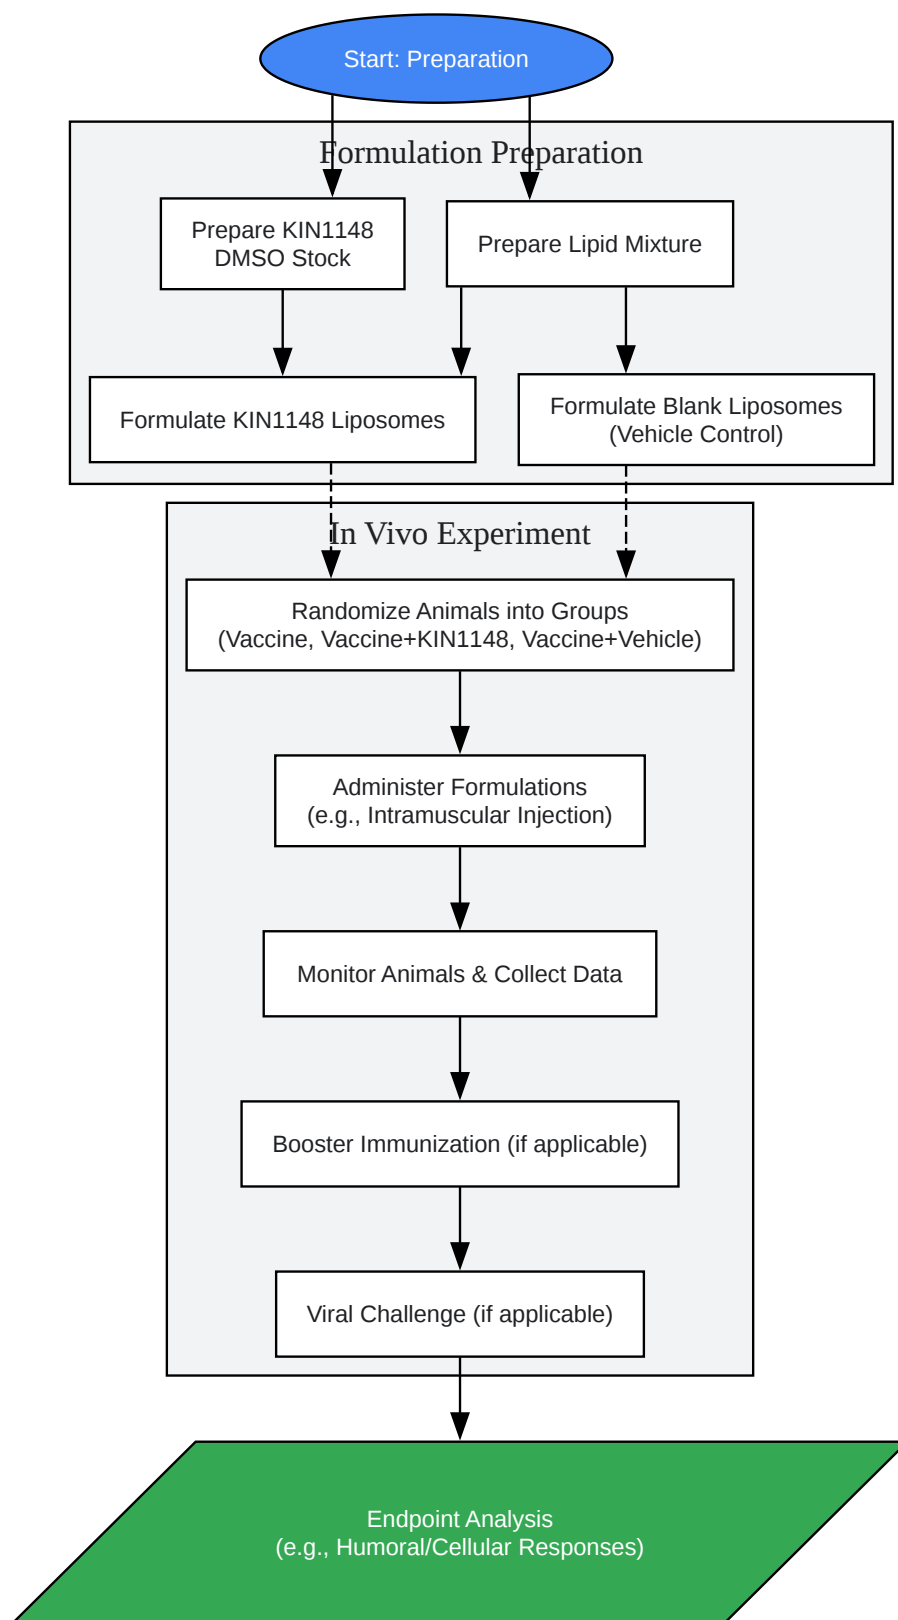 Start: Preparation
Formulation Preparation
Prepare KIN1148
DMSO Stock
Prepare Lipid Mixture
Formulate KIN1148 Liposomes
Formulate Blank Liposomes
(Vehicle Control)
In Vivo Experiment
Randomize Animals into Groups
(Vaccine, Vaccine+KIN1148, Vaccine+Vehicle)
Administer Formulations
(e.g., Intramuscular Injection)
Monitor Animals & Collect Data
Booster Immunization (if applicable)
Viral Challenge (if applicable)
Endpoint Analysis
(e.g., Humoral/Cellular Responses)